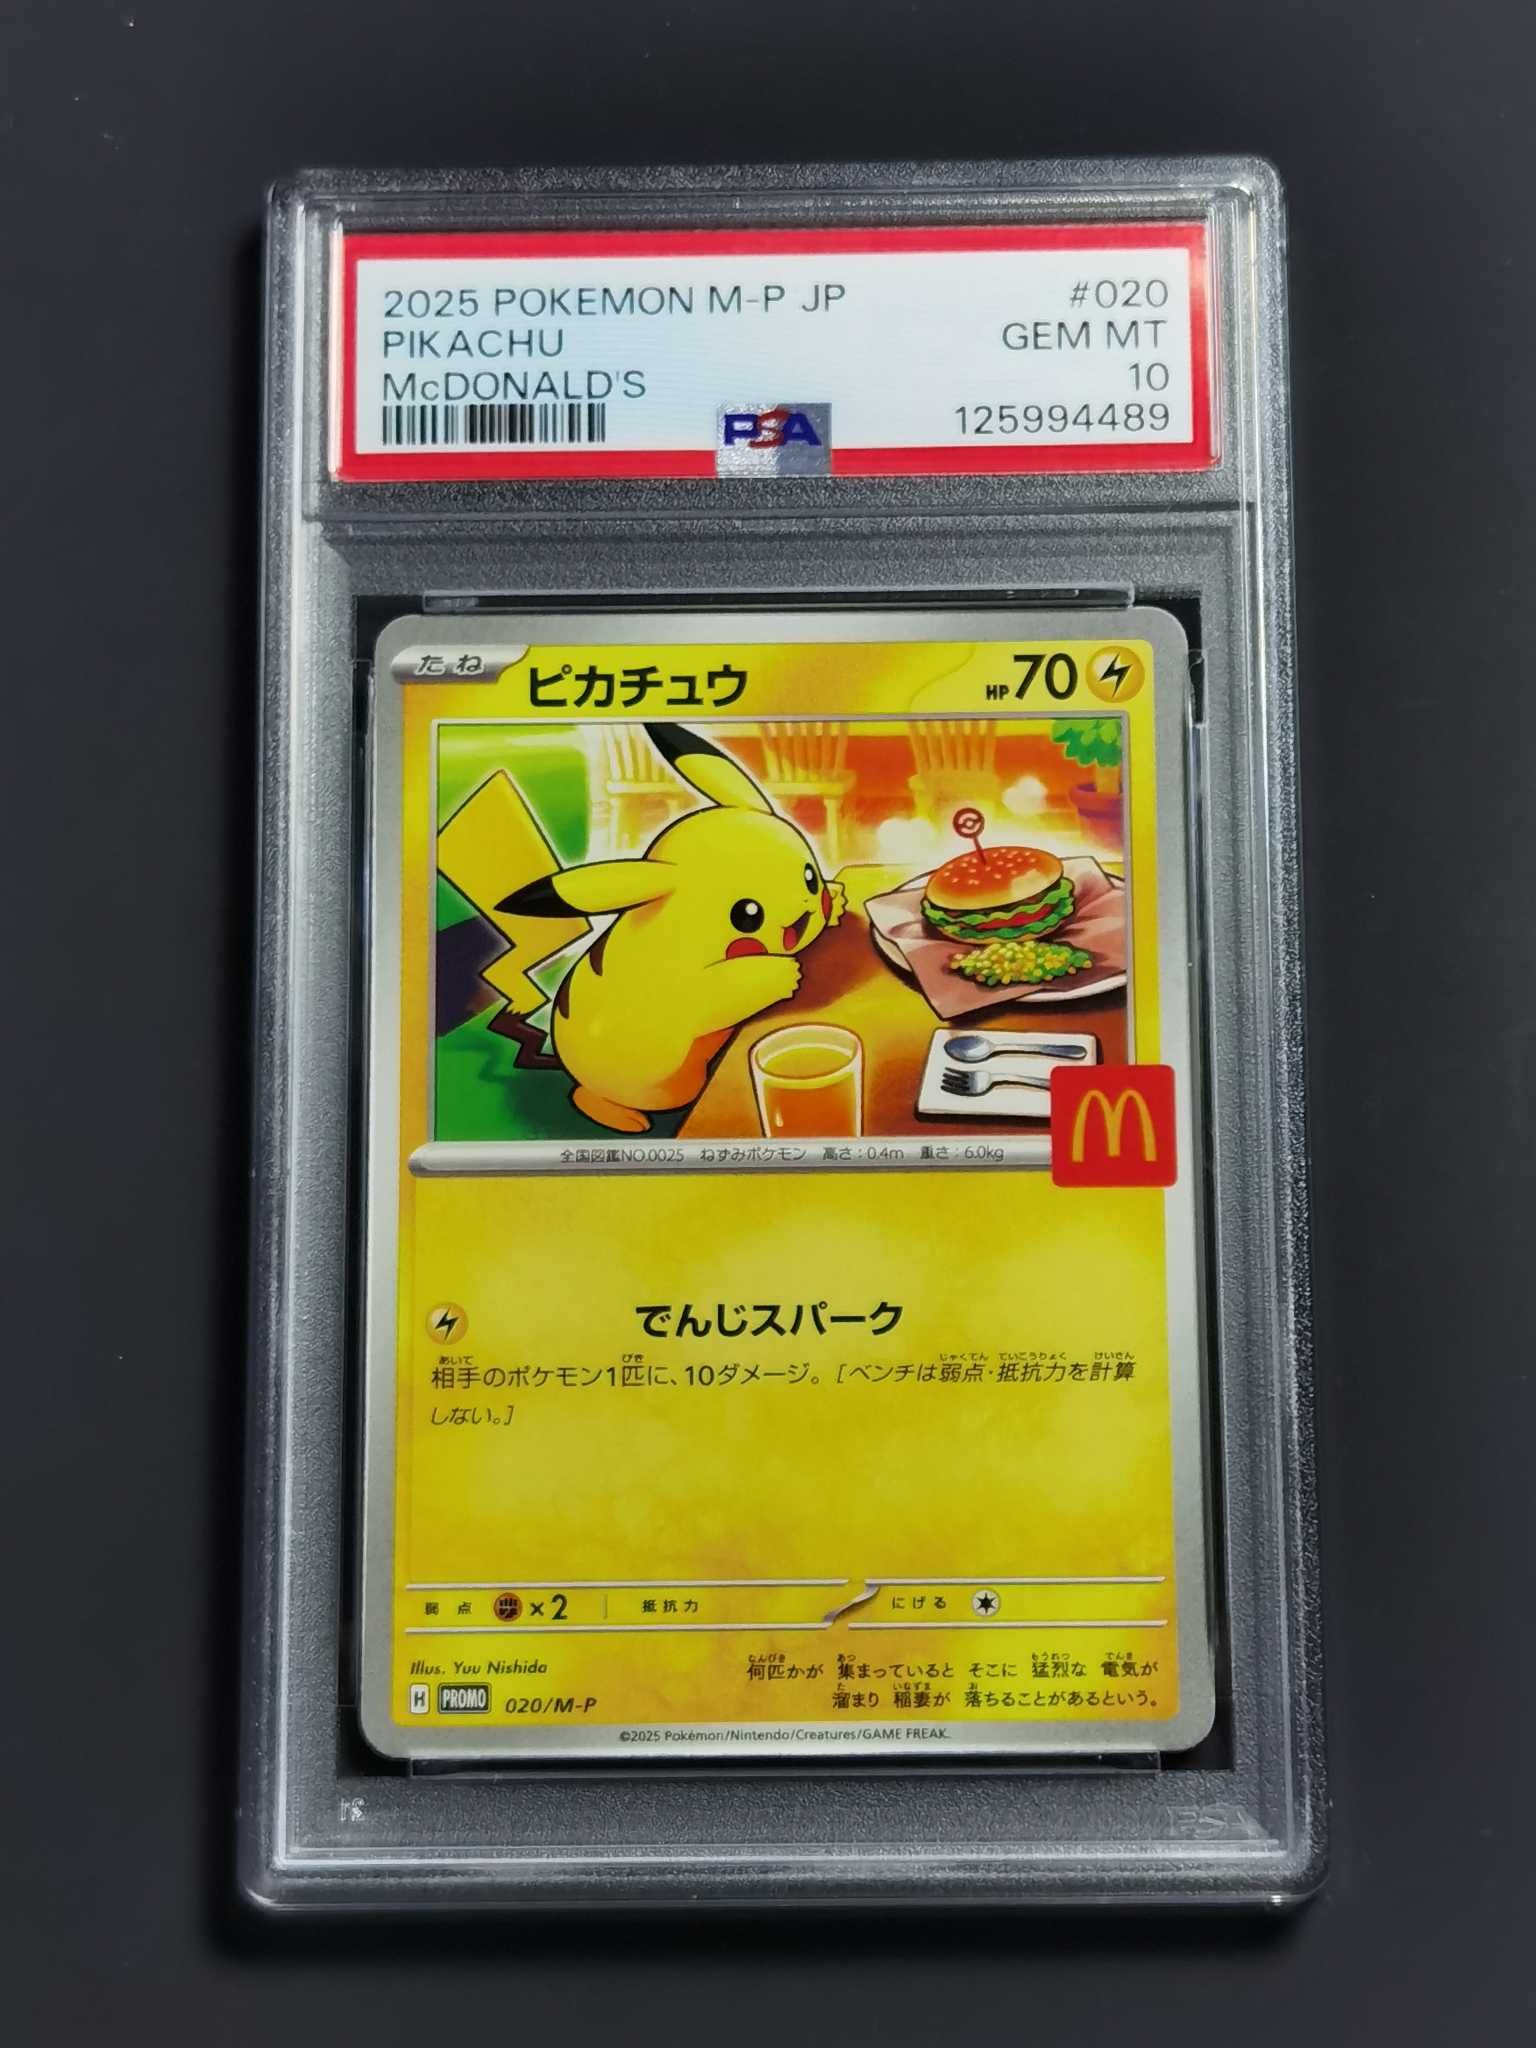 2025 POKEMON M-P JP #020
PIKACHU GEM MT
McDONALD'S 10
PSA 125994489
たね ピカチュウ HP70
M
全国図鑑NO.0025 ねずみポケモン 高さ:0.4m 重さ:6.0kg
でんじスパーク
相手のポケモン1匹に、10ダメージ。[ベンチは弱点・抵抗力を計算
しない。]
弱点 ×2 抵抗力 にげる
Illus. Yuu Nishida
何匹かが 集まっていると そこに 猛烈な 電気が
溜まり 稲妻が 落ちることがあるという。
H PROMO 020/M-P
©2025 Pokémon/Nintendo/Creatures/GAME FREAK.
PSA